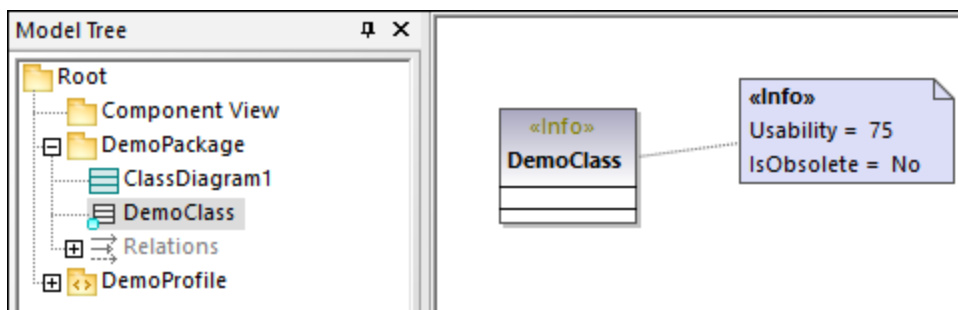 Model Tree
Root
Component View
DemoPackage
ClassDiagram1
DemoClass
Relations
DemoProfile
«Info»
DemoClass
«Info»
Usability = 75
IsObsolete = No